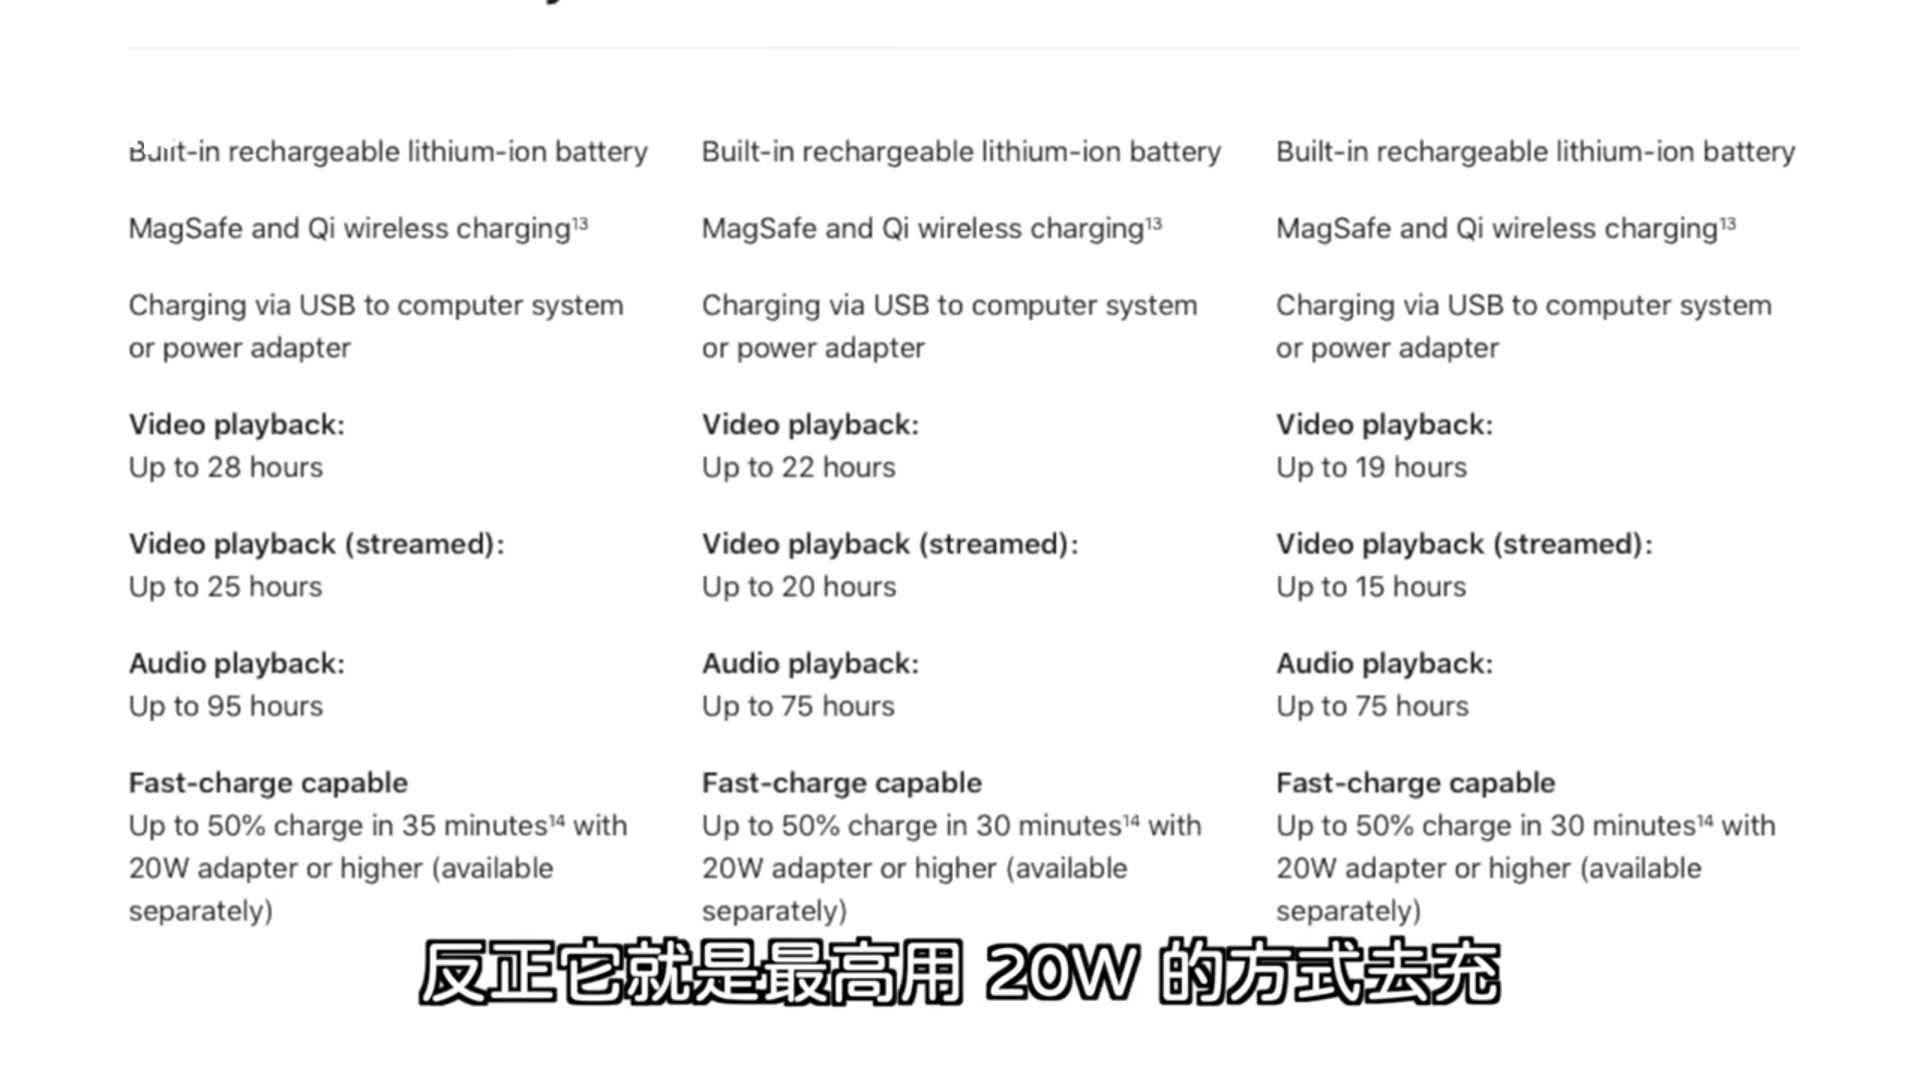 Built-in rechargeable lithium-ion battery
MagSafe and Qi wireless charging¹³
Charging via USB to computer system
or power adapter
Video playback:
Up to 28 hours
Video playback (streamed):
Up to 25 hours
Audio playback:
Up to 95 hours
Fast-charge capable
Up to 50% charge in 35 minutes¹⁴ with
20W adapter or higher (available
separately)
Built-in rechargeable lithium-ion battery
MagSafe and Qi wireless charging¹³
Charging via USB to computer system
or power adapter
Video playback:
Up to 22 hours
Video playback (streamed):
Up to 20 hours
Audio playback:
Up to 75 hours
Fast-charge capable
Up to 50% charge in 30 minutes¹⁴ with
20W adapter or higher (available
separately)
Built-in rechargeable lithium-ion battery
MagSafe and Qi wireless charging¹³
Charging via USB to computer system
or power adapter
Video playback:
Up to 19 hours
Video playback (streamed):
Up to 15 hours
Audio playback:
Up to 75 hours
Fast-charge capable
Up to 50% charge in 30 minutes¹⁴ with
20W adapter or higher (available
separately)
反正它就是最高用 20W 的方式去充